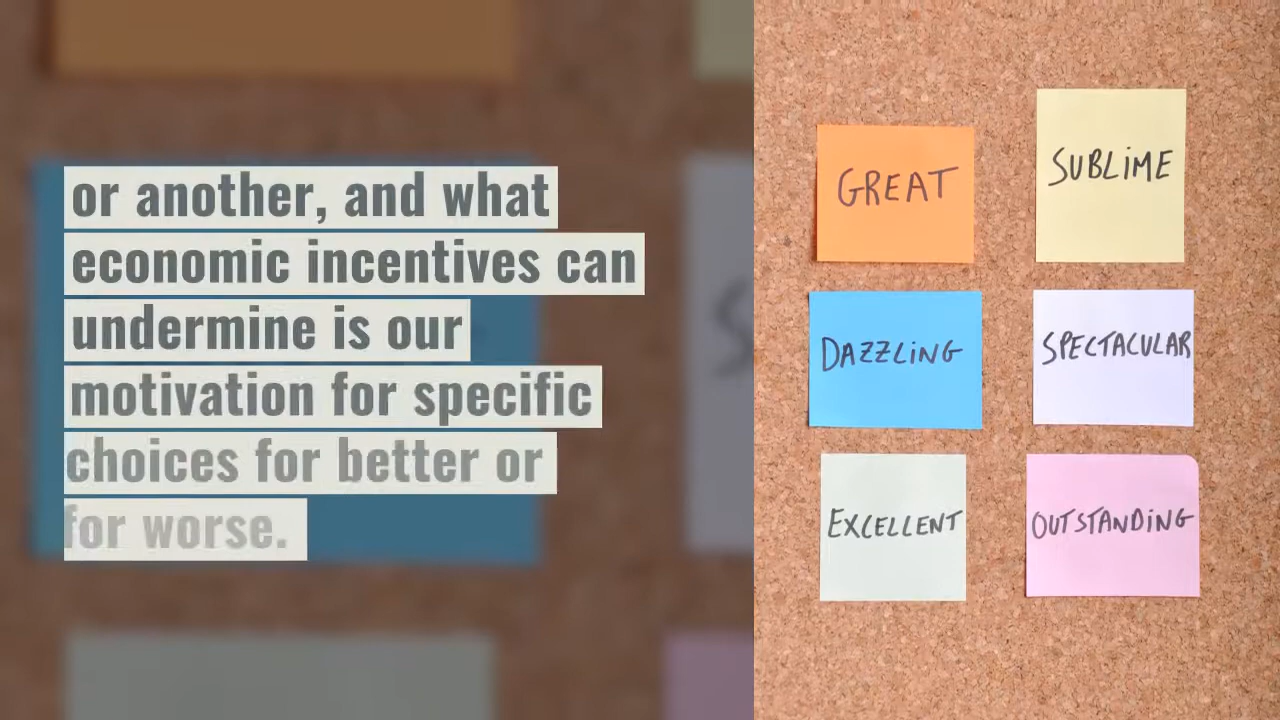 or another, and what
economic incentives can
undermine is our
motivation for specific
choices for better or
for worse.
GREAT
SUBLIME
DAZZLING
SPECTACULAR
EXCELLENT
OUTSTANDING